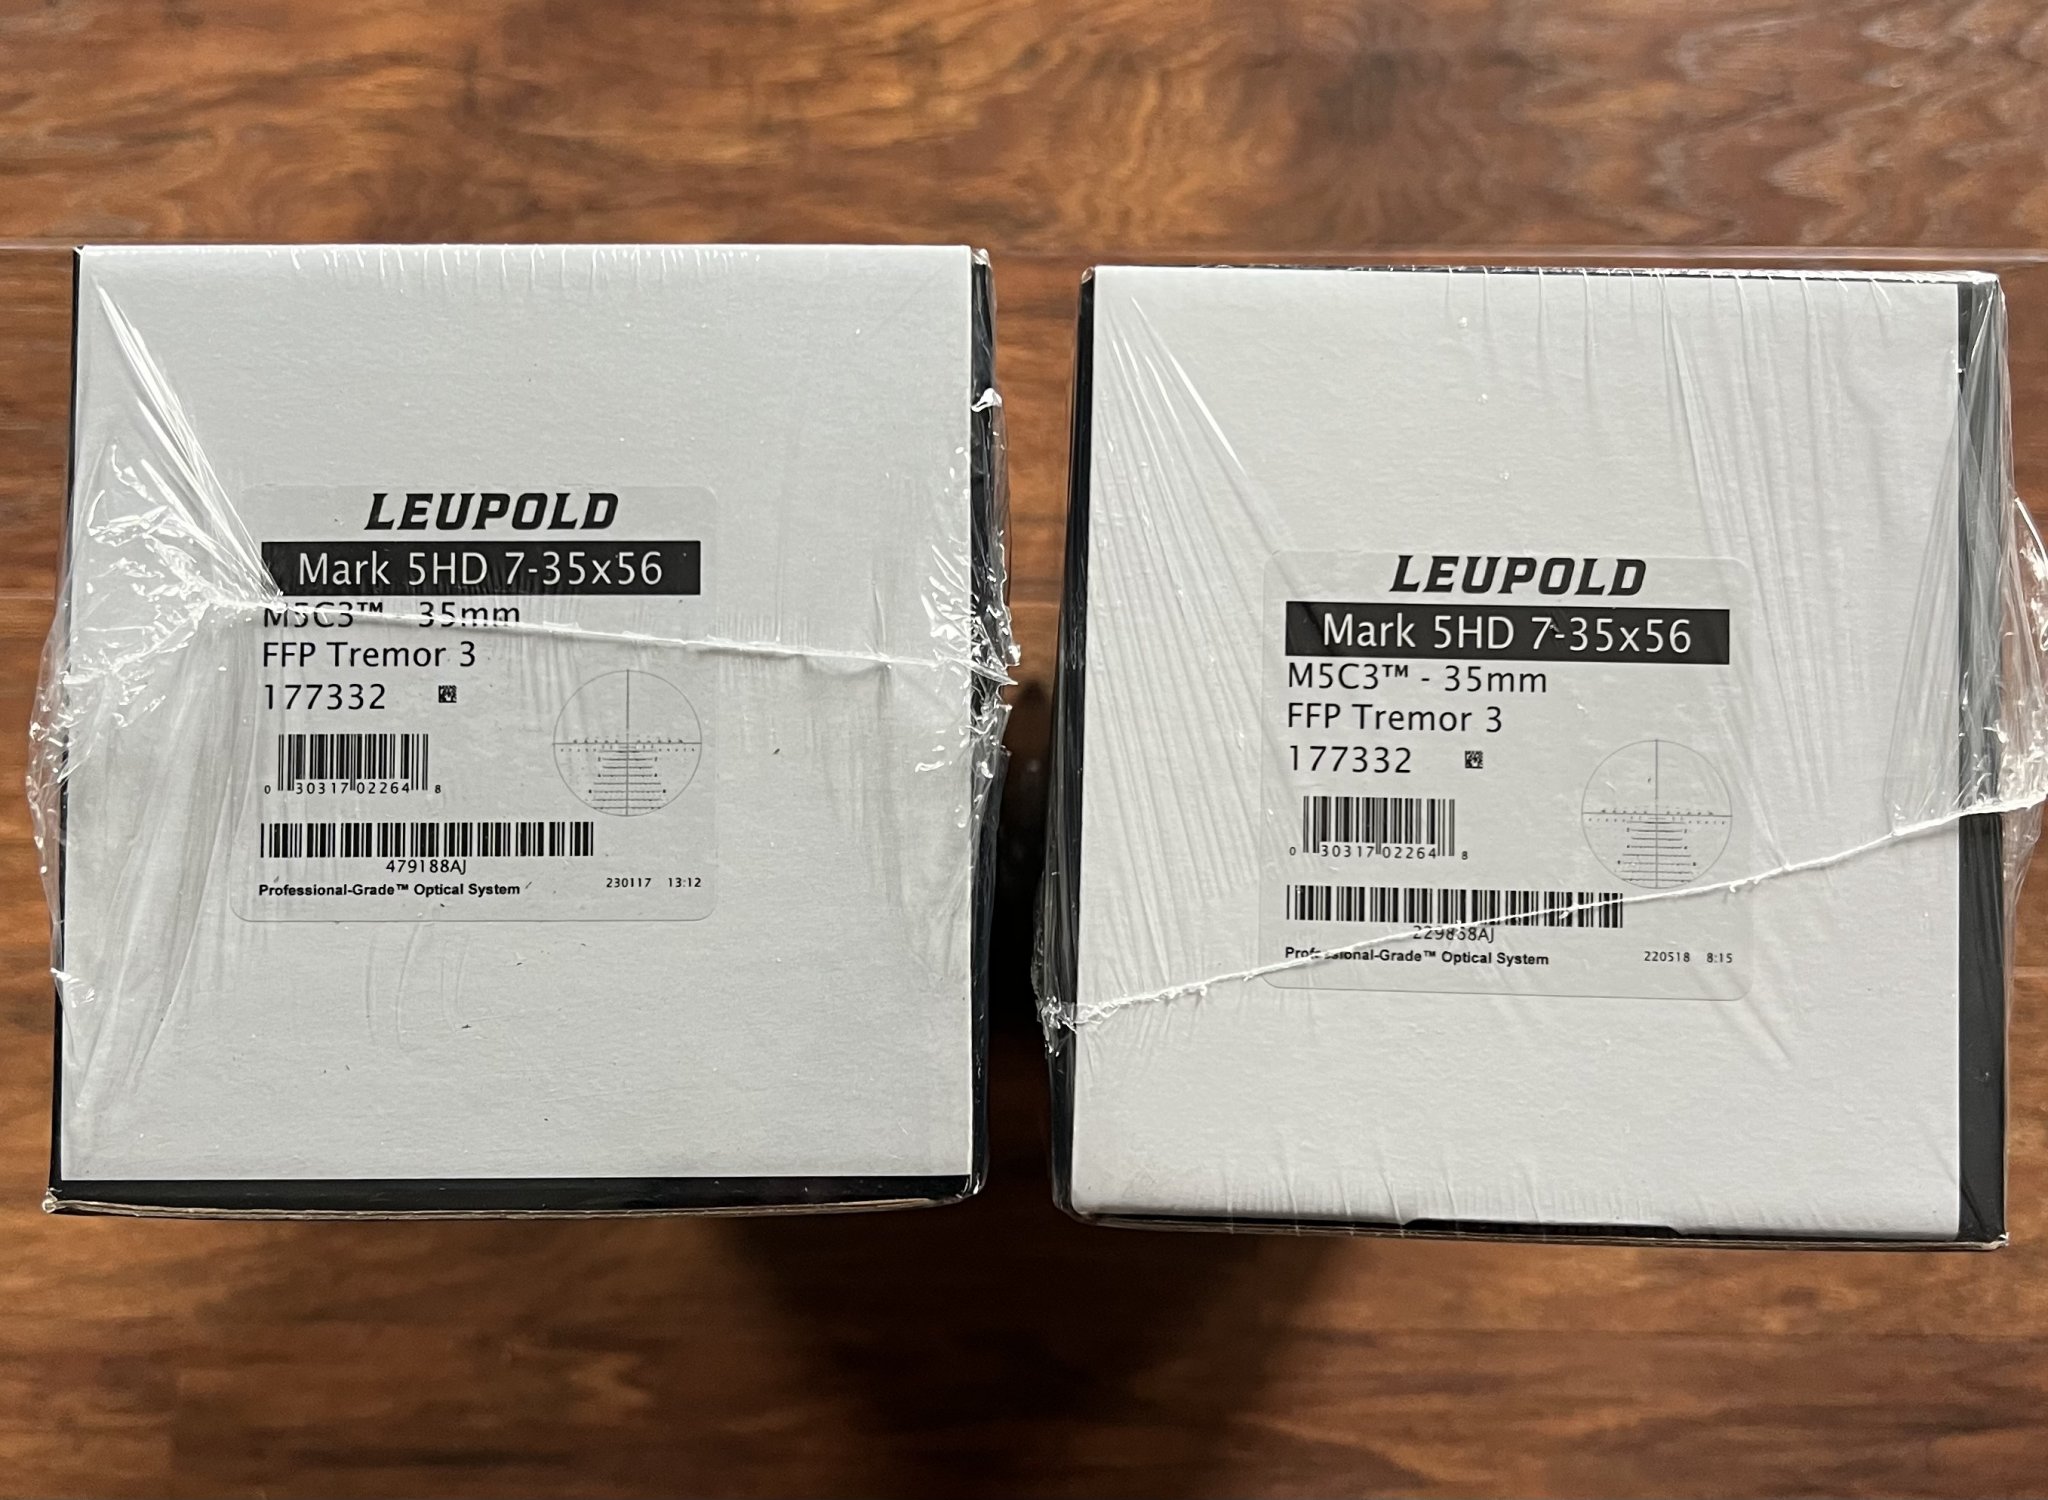 LEUPOLD
Mark 5HD 7-35x56
M5C3™ - 35mm
FFP Tremor 3
177332
0 30317 02264 8
479188AJ
Professional-Grade™ Optical System
230117 13:12
LEUPOLD
Mark 5HD 7-35x56
M5C3™ - 35mm
FFP Tremor 3
177332
0 30317 02264 8
Professional-Grade™ Optical System
220518 8:15